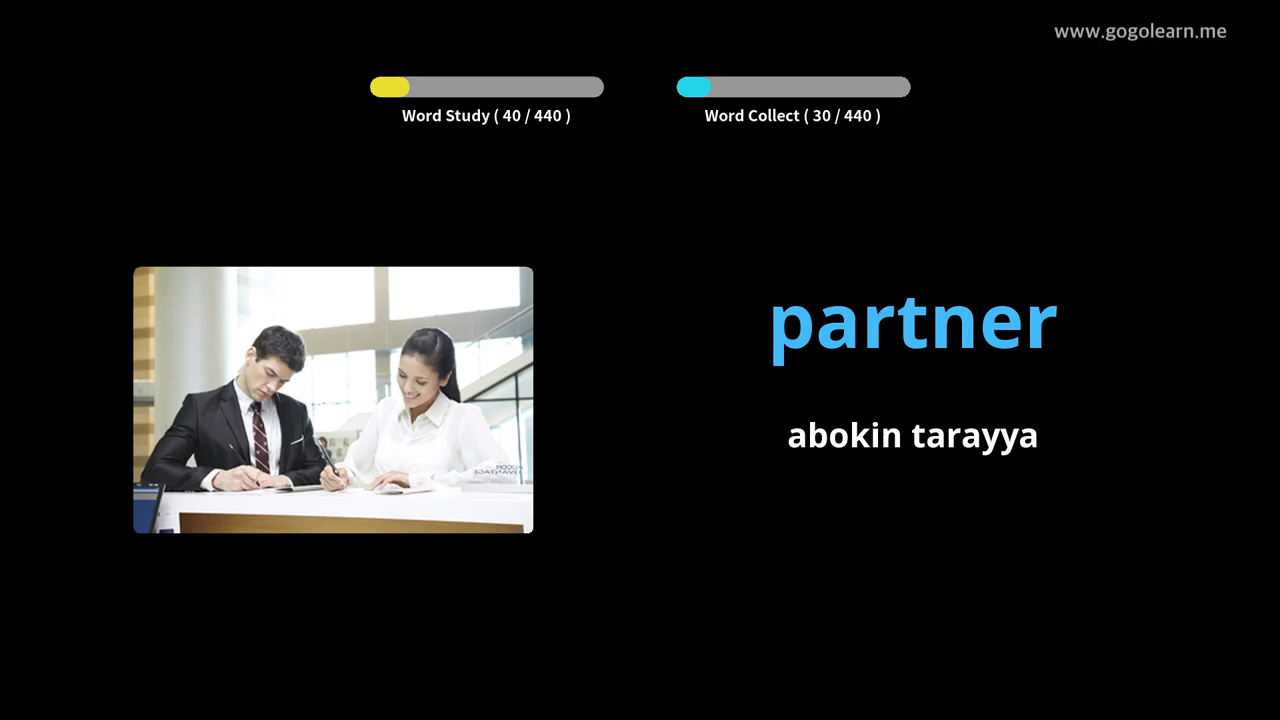 www.gogolearn.me
Word Study ( 40 / 440 )
Word Collect ( 30 / 440 )
partner
abokin tarayya